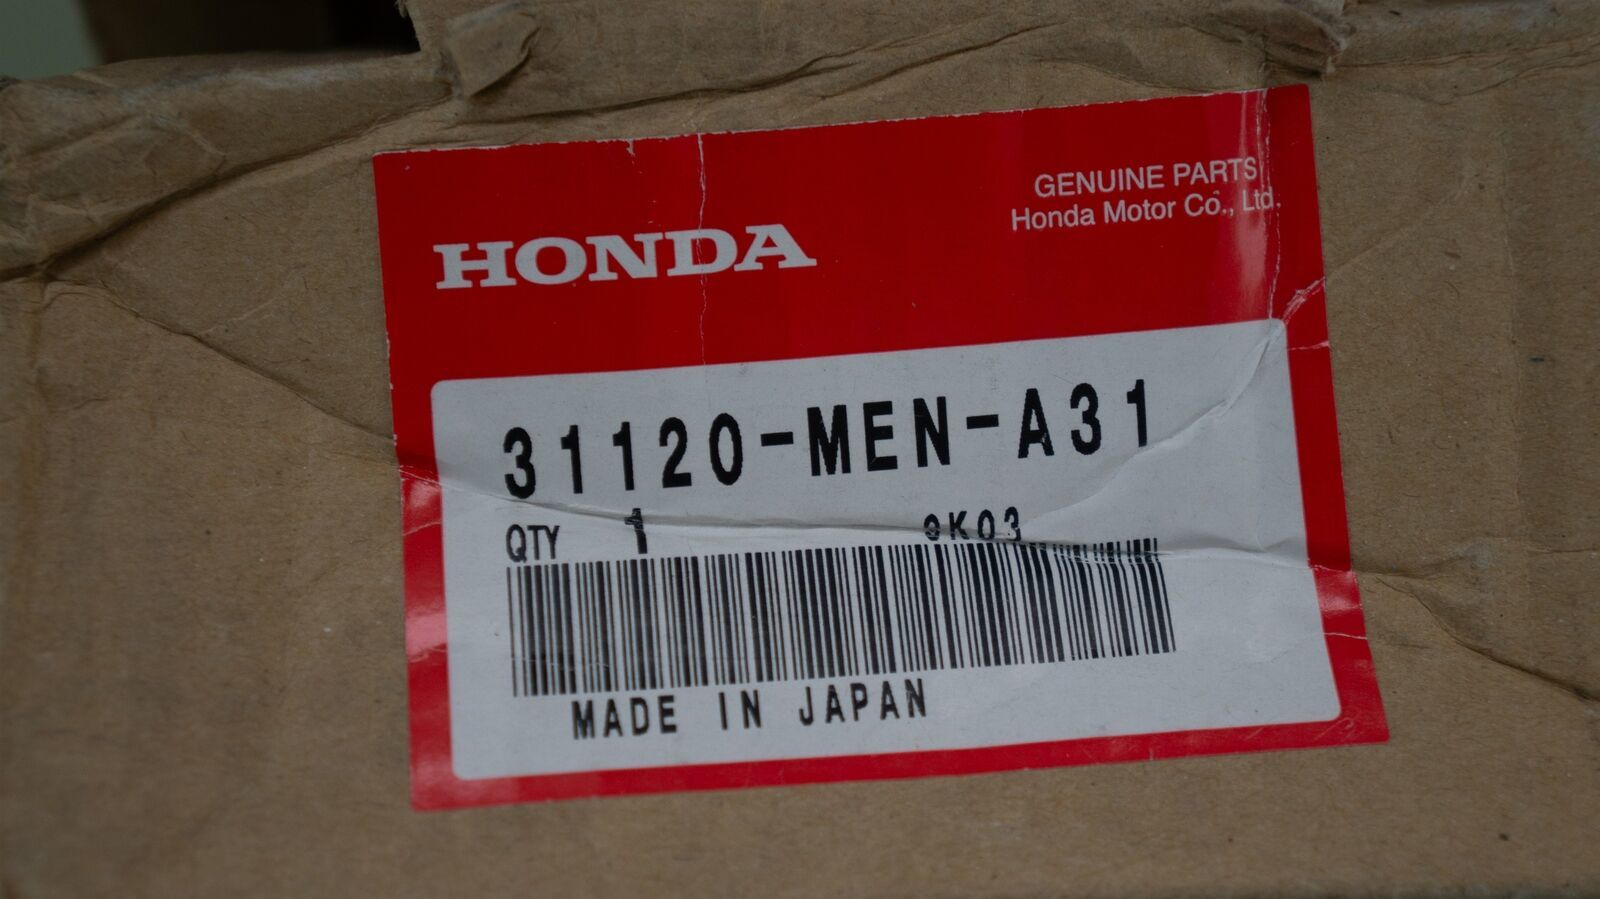 GENUINE PARTS
Honda Motor Co., Ltd.
HONDA
31120-MEN-A31
QTY 1
MADE IN JAPAN